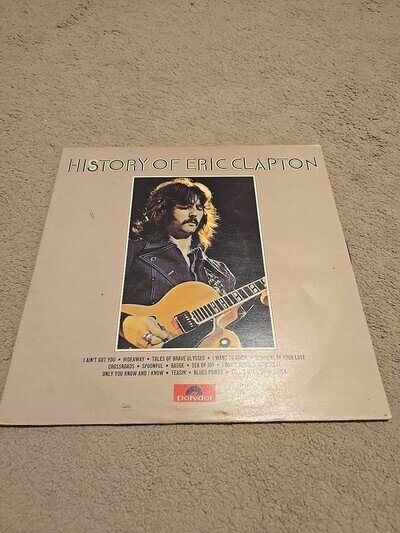 HISTORY OF ERIC CLAPTON
I AIN'T GOT YOU • HIDEAWAY • TALES OF BRAVE ULYSSES • I WANT TO KNOW • OF YOUR LOVE
CROSSROADS • SPOONFUL • BADGE • SEA OF JOY •
ONLY YOU KNOW AND I KNOW • TEASIN' • BLUES POWER • LAYLA
Polydor